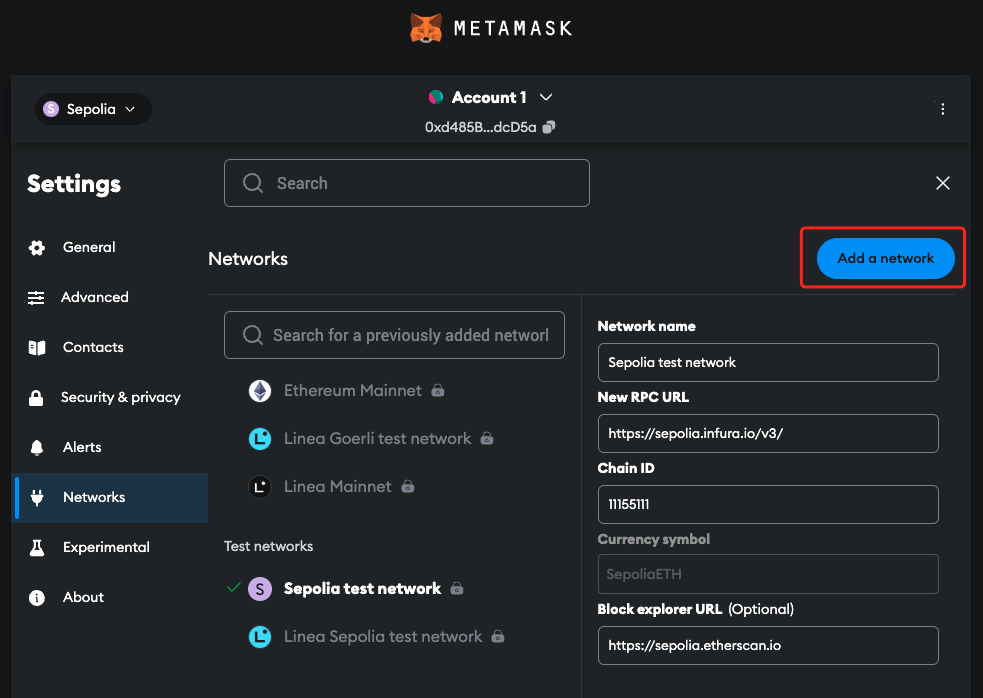 METAMASK
S Sepolia
Account 1
0xd485B...dcD5a
Settings
Search
General
Advanced
Contacts
Security & privacy
Alerts
Networks
Experimental
About
Networks
Add a network
Search for a previously added networl
Ethereum Mainnet
Linea Goerli test network
Linea Mainnet
Test networks
S Sepolia test network
Linea Sepolia test network
Network name
Sepolia test network
New RPC URL
https://sepolia.infura.io/v3/
Chain ID
11155111
Currency symbol
SepoliaETH
Block explorer URL (Optional)
https://sepolia.etherscan.io